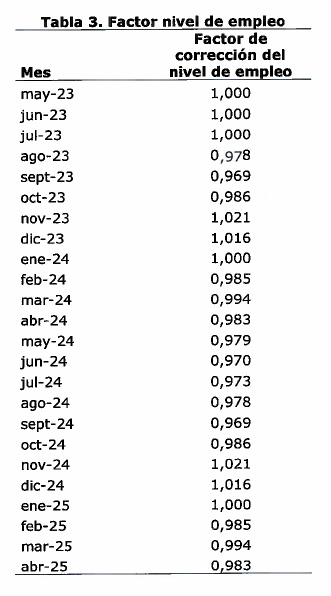 Tabla 3. Factor nivel de empleo
Factor de
corrección del
Mes nivel de empleo
may-23 1,000
jun-23 1,000
jul-23 1,000
ago-23 0,978
sept-23 0,969
oct-23 0,986
nov-23 1,021
dic-23 1,016
ene-24 1,000
feb-24 0,985
mar-24 0,994
abr-24 0,983
may-24 0,979
jun-24 0,970
jul-24 0,973
ago-24 0,978
sept-24 0,969
oct-24 0,986
nov-24 1,021
dic-24 1,016
ene-25 1,000
feb-25 0,985
mar-25 0,994
abr-25 0,983